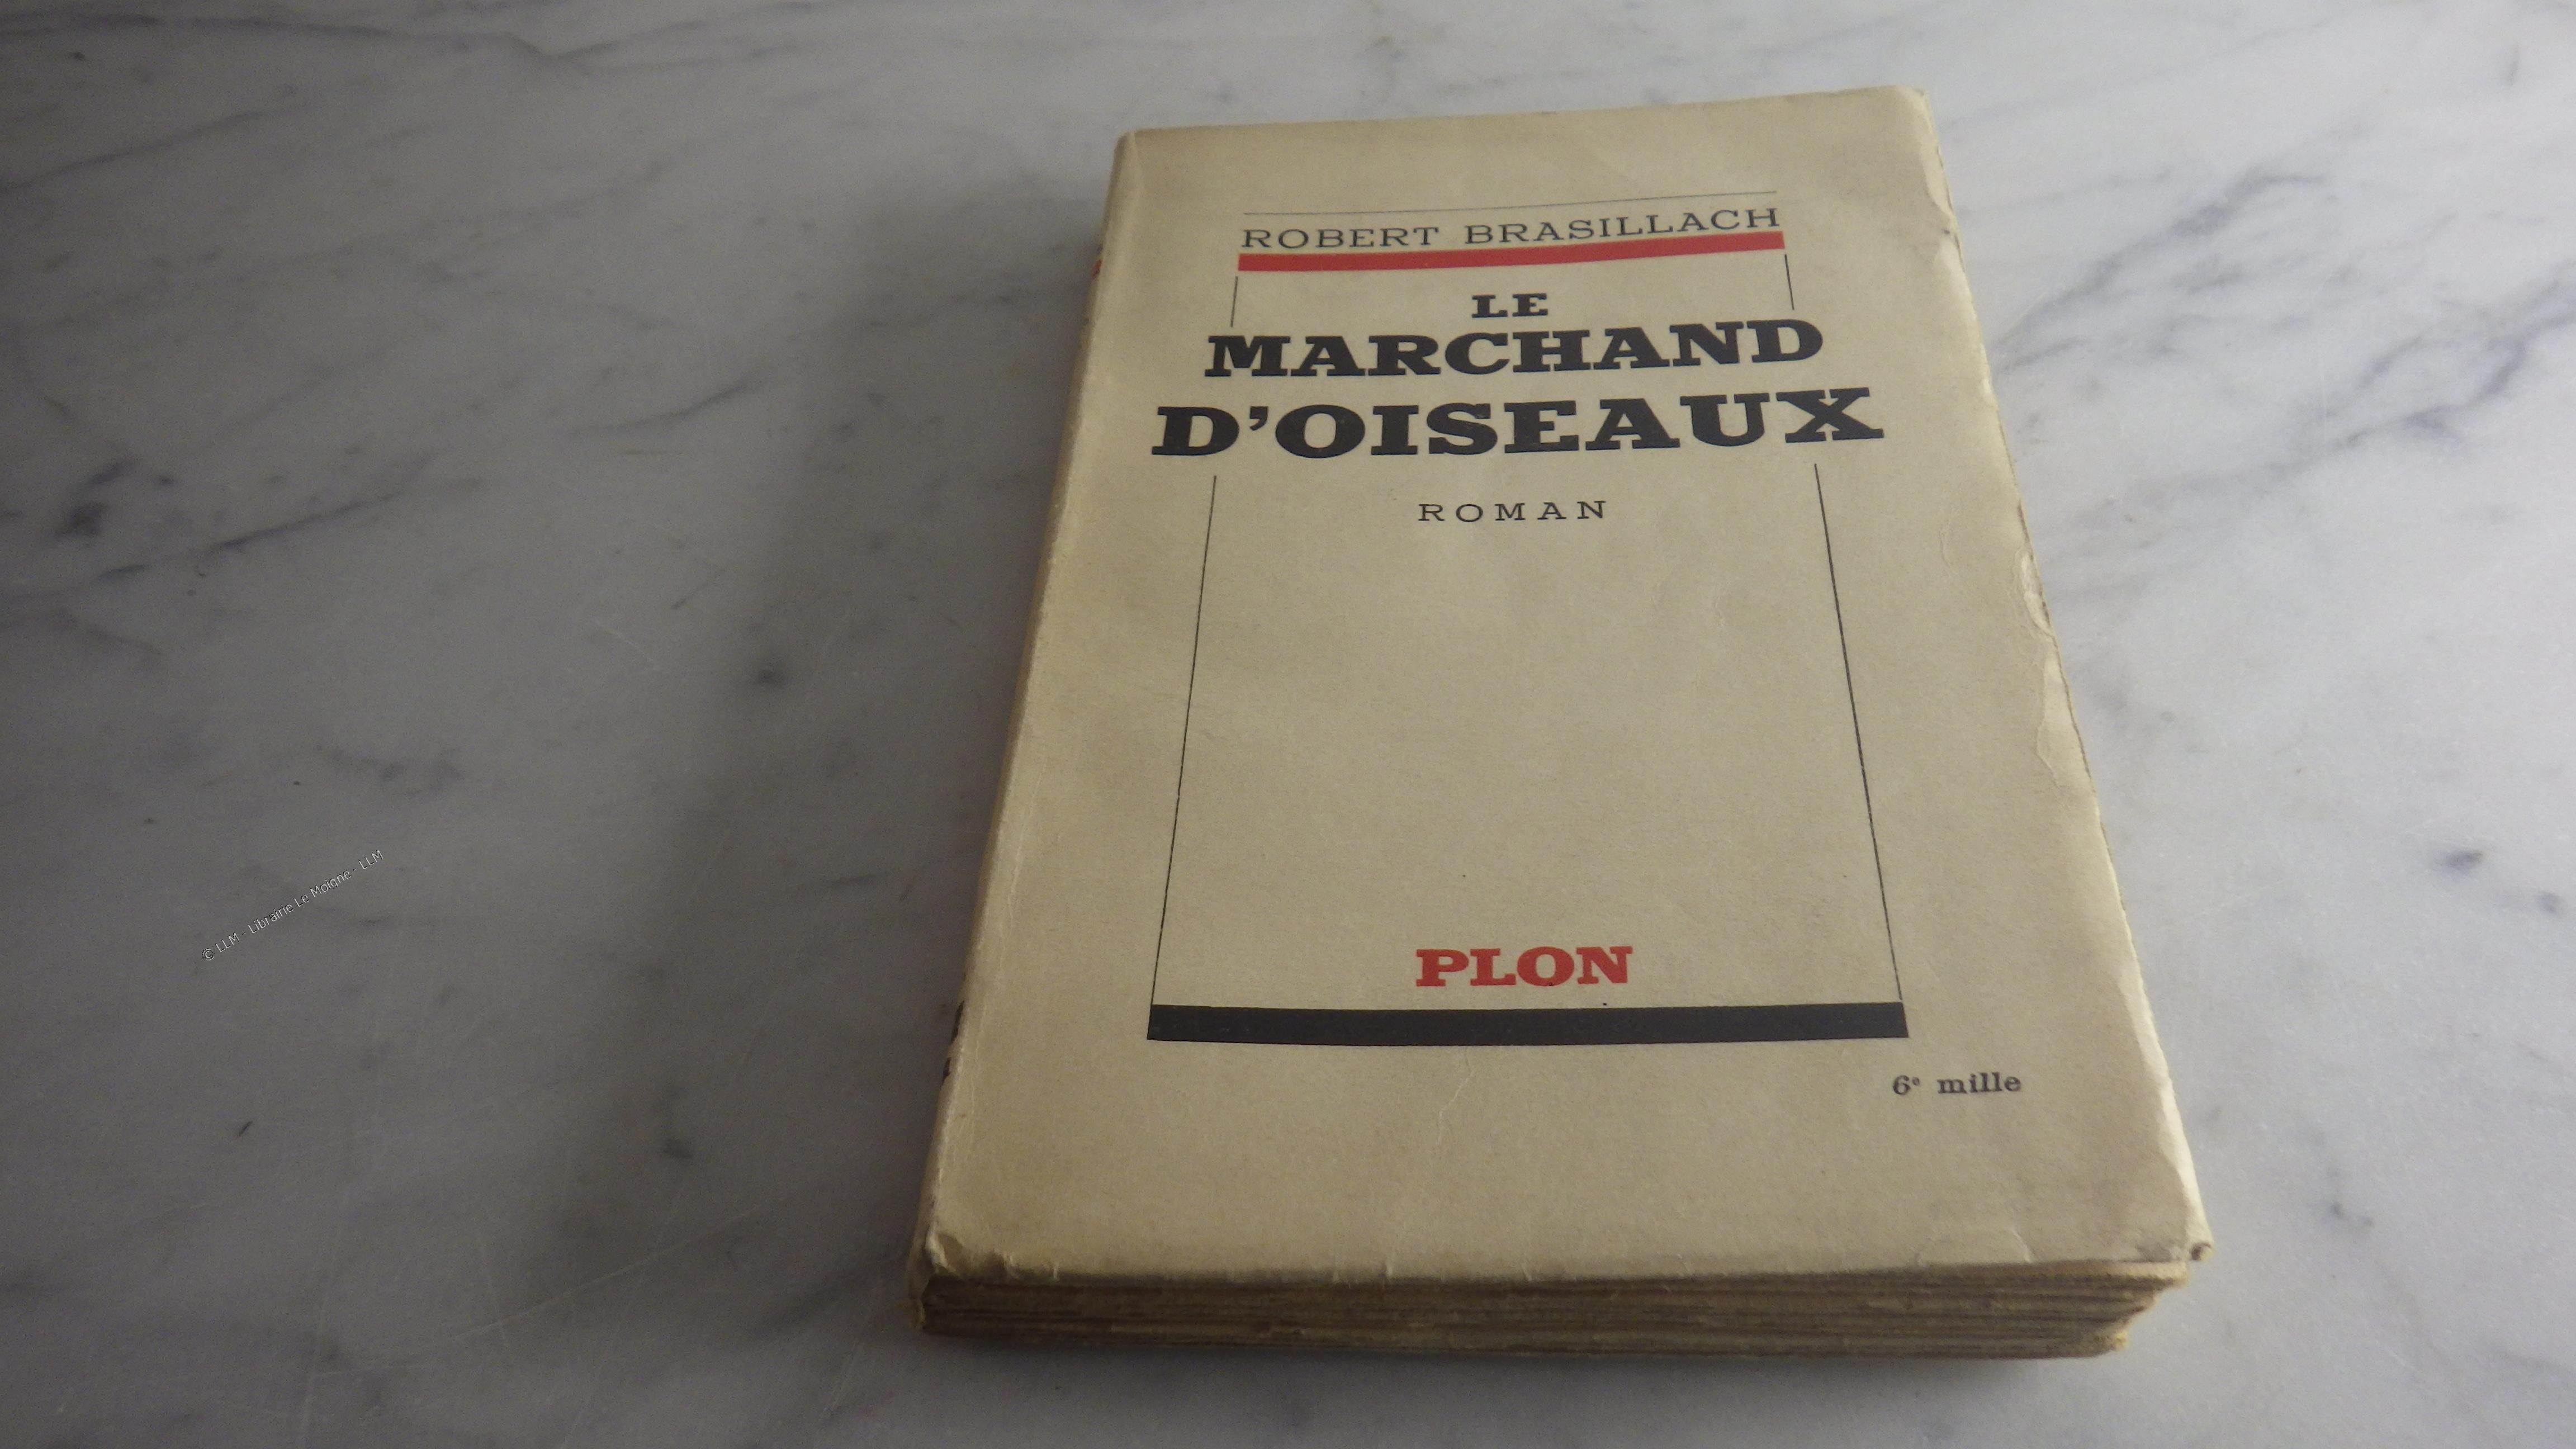 ROBERT BRASILLACH
LE
MARCHAND
D'OISEAUX
ROMAN
PLON
6e mille
© LLM - Librairie Le Moigne - LLM